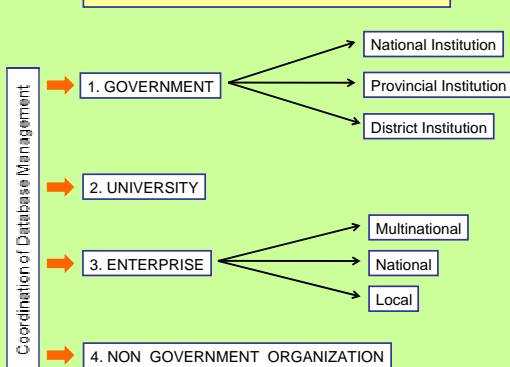 Coordination of Database Management
1. GOVERNMENT
National Institution
Provincial Institution
District Institution
2. UNIVERSITY
3. ENTERPRISE
Multinational
National
Local
4. NON GOVERNMENT ORGANIZATION